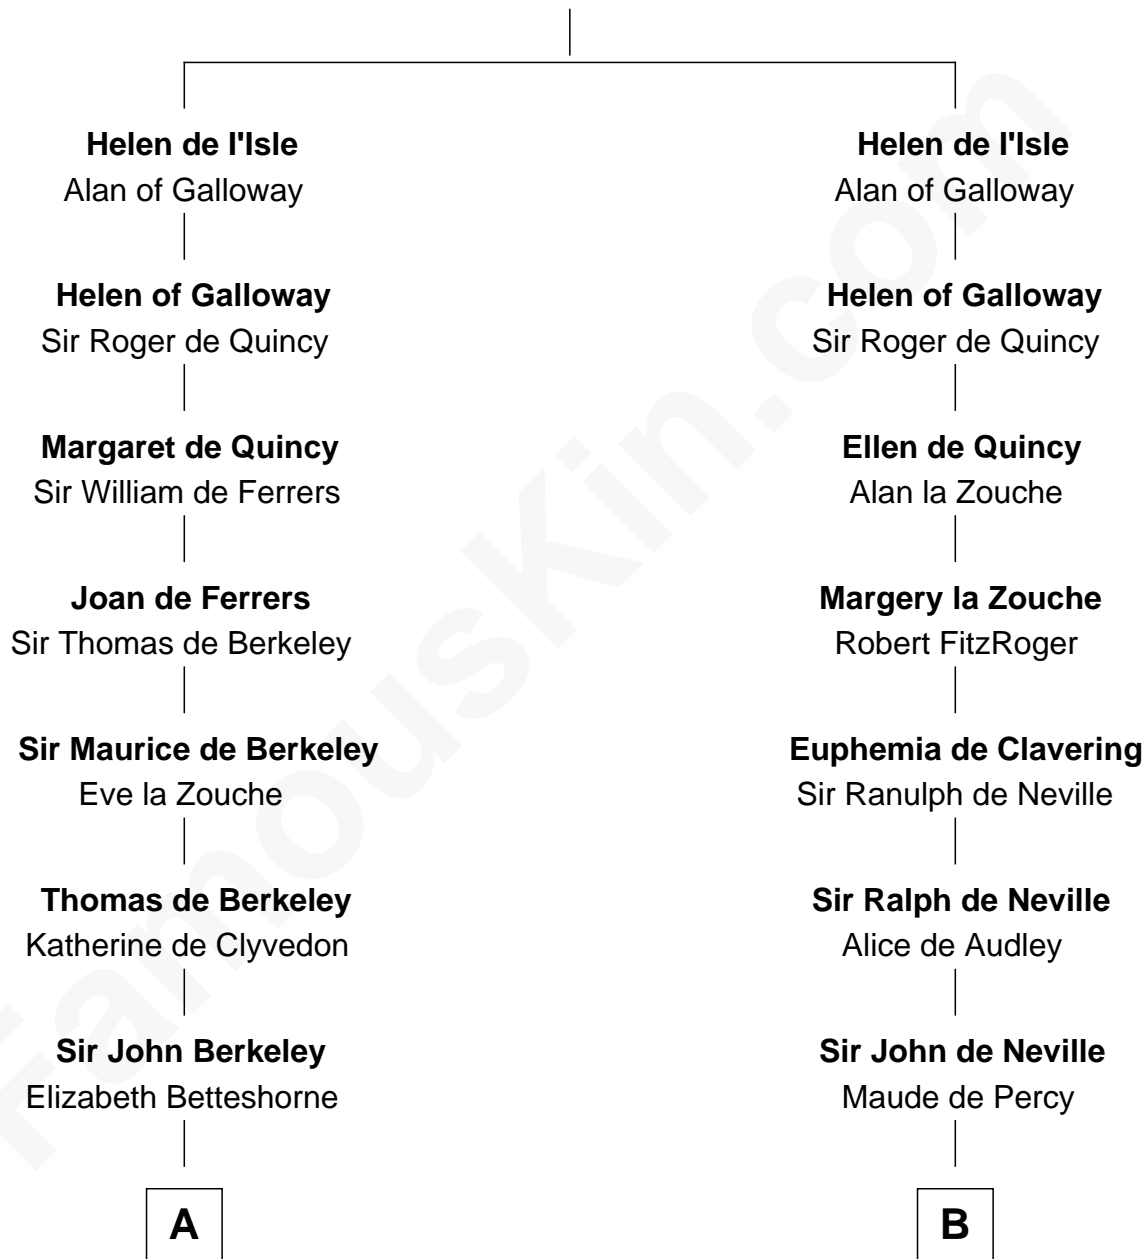 Helen de l'Isle
Alan of Galloway
Helen of Galloway
Sir Roger de Quincy
Margaret de Quincy
Sir William de Ferrers
Joan de Ferrers
Sir Thomas de Berkeley
Sir Maurice de Berkeley
Eve la Zouche
Thomas de Berkeley
Katherine de Clyvedon
Sir John Berkeley
Elizabeth Betteshorne
A
Helen de l'Isle
Alan of Galloway
Helen of Galloway
Sir Roger de Quincy
Ellen de Quincy
Alan la Zouche
Margery la Zouche
Robert FitzRoger
Euphemia de Clavering
Sir Ranulph de Neville
Sir Ralph de Neville
Alice de Audley
Sir John de Neville
Maude de Percy
B
FamousKin.com